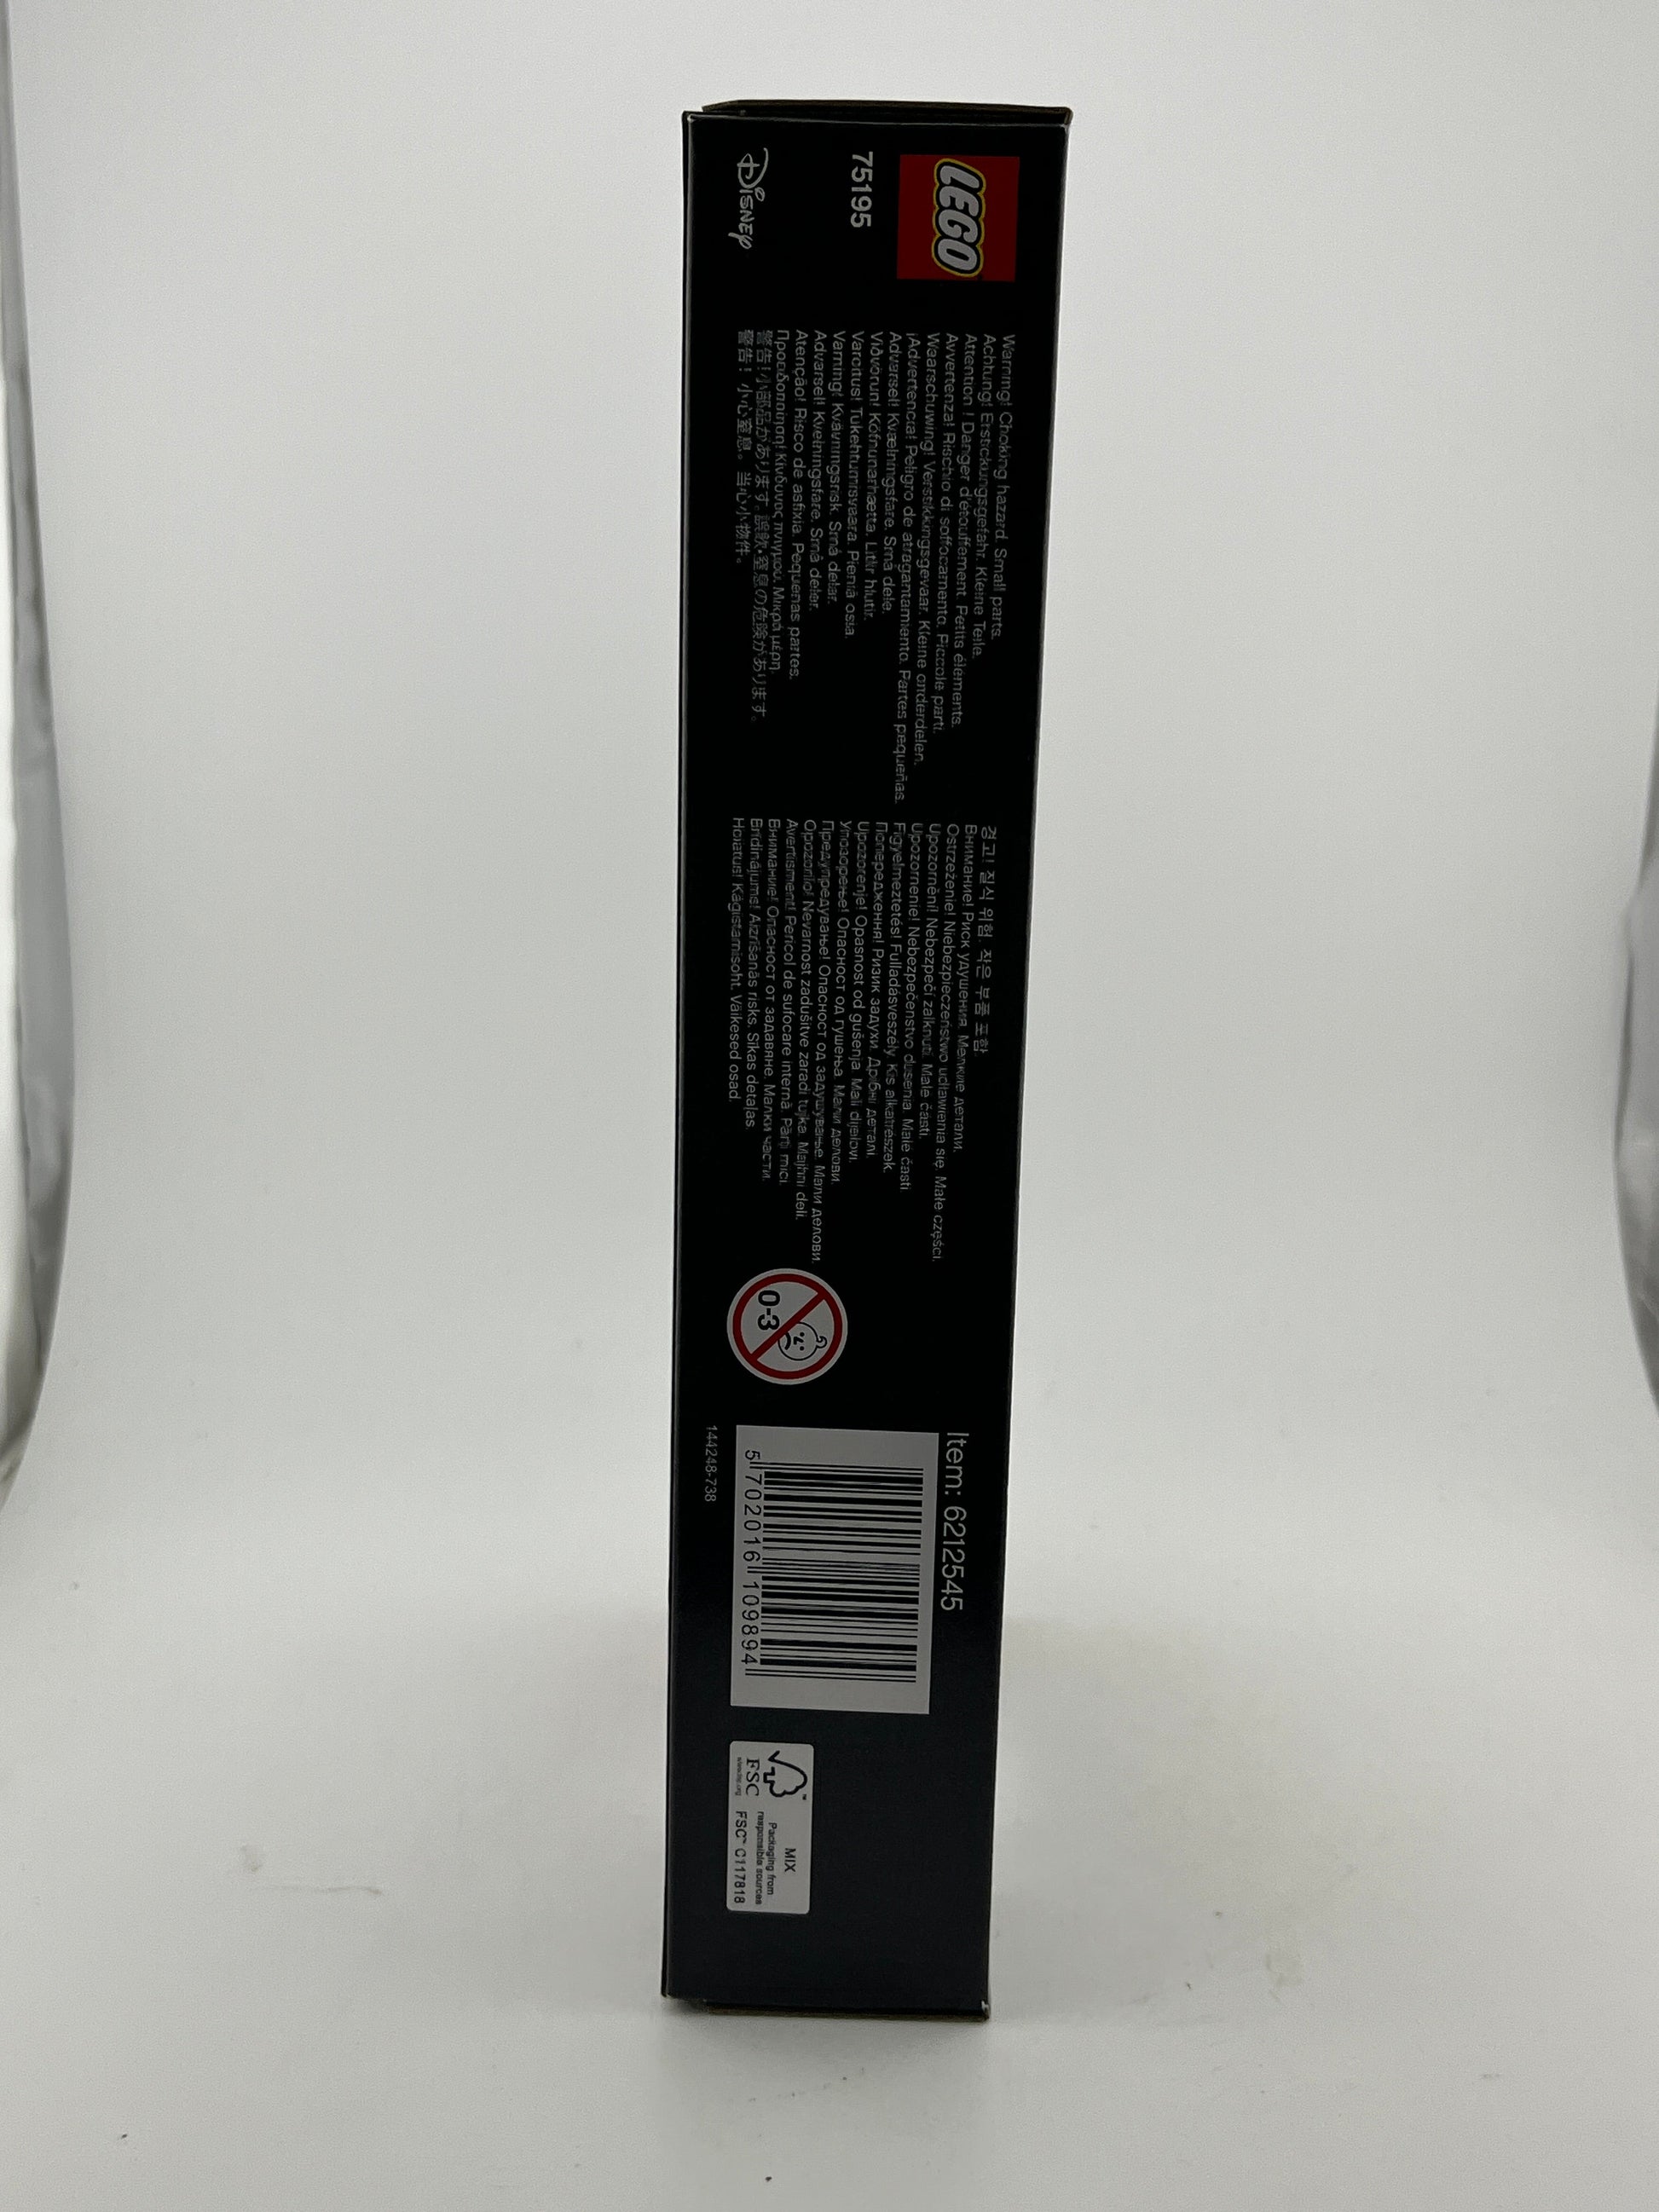 LEGO
75195
Disney
Warning! Choking hazard. Small parts.
Achtung! Erstickungsgefahr. Kleine Teile.
Attention ! Danger d'étouffement. Petits éléments.
Avvertenza! Rischio di soffocamento. Piccole parti.
Waarschuwing! Verstikkingsgevaar. Kleine onderdelen.
¡Advertencia! Peligro de atragantamiento. Partes pequeñas.
Advarsel! Kvælningsfare. Små dele.
Viðvörun! Köfnunarhætta. Litlir hlutir.
Varoitus! Tukehtumisvaara. Pieniä osia.
Varning! Kvävningsrisk. Små delar.
Advarsel! Kvelningsfare. Små deler.
Atenção! Risco de asfixia. Pequenas partes.
Προειδοποίηση! Κίνδυνος πνιγμού. Μικρά μέρη.
警告!小部品があります。誤飲・窒息の危険があります。
警告！小心窒息。当心小物件。
경고! 질식 위험. 작은 부품 포함.
Внимание! Риск удушения. Мелкие детали.
Ostrzeżenie! Niebezpieczeństwo udławienia się. Małe części.
Upozornění! Nebezpečí zalknutí. Malé části.
Upozornenie! Nebezpečenstvo dusenia. Malé časti.
Figyelmeztetés! Fulladásveszély. Kis alkatrészek.
Попередження! Ризик задухи. Дрібні деталі.
Upozorenje! Opasnost od gušenja. Mali dijelovi.
Упозорење! Опасност од гушења. Мали делови.
Предупредување! Опасност од задушување. Мали делови.
Opozorilo! Nevarnost zadušitve zaradi tujka. Majhni deli.
Avertisment! Pericol de sufocare internă. Părți mici.
Внимание! Опасност от задавяне. Малки части.
Brīdinājums! Aizrīšanās risks. Sīkas detaļas.
Hoiatus! Kägistamisoht. Väikesed osad.
0-3
Item: 6212545
5 702016 109894
144248-738
FSC
www.fsc.org
MIX
Packaging from
responsible sources
FSC™ C117818